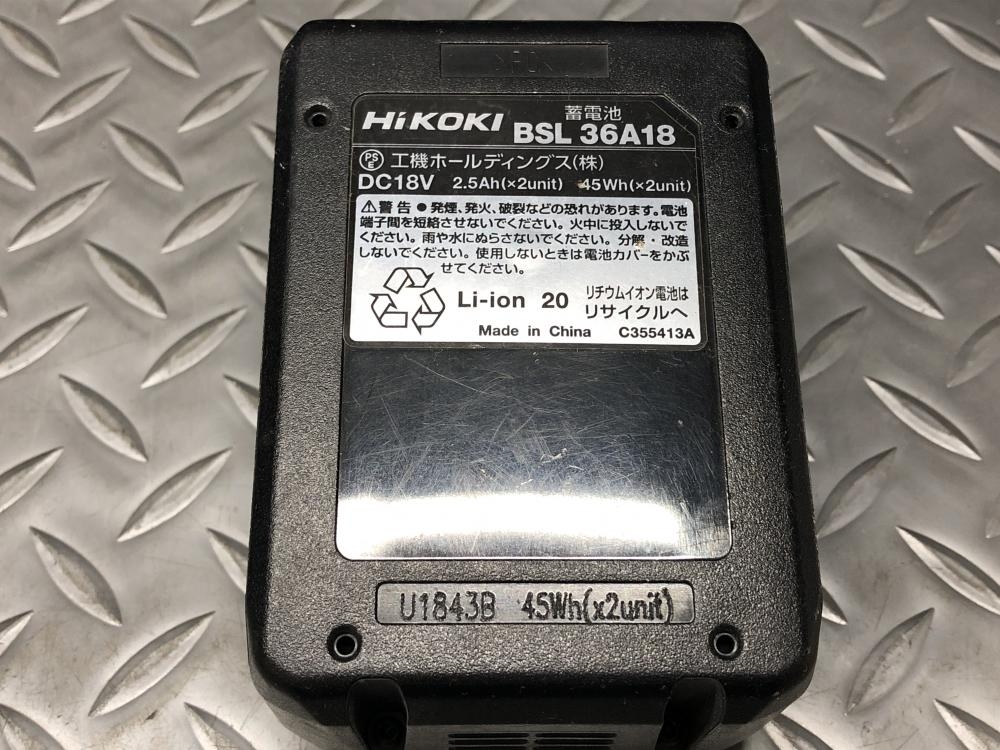 HiKOKI 蓄電池
BSL 36A18
PS E 工機ホールディングス(株)
DC18V 2.5Ah(×2unit) 45Wh(×2unit)
⚠警告 ●発煙、発火、破裂などの恐れがあります。電池
端子間を短絡させないでください。火中に投入しないで
ください。雨や水にぬらさないでください。分解・改造
しないでください。使用しないときは電池カバーをかぶ
せてください。
Li-ion 20 リチウムイオン電池は
リサイクルへ
Made in China C355413A
U1843B 45Wh(x2unit)